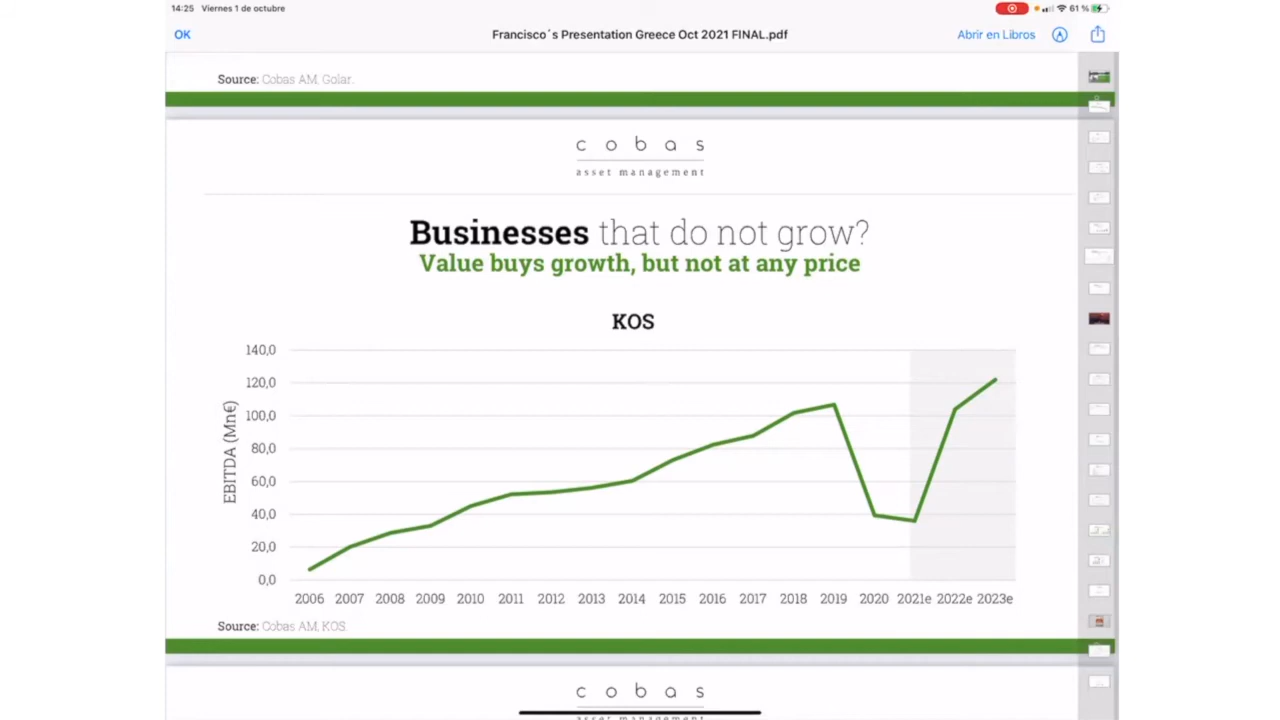 14:25 Viernes 1 de octubre
61 %
OK
Francisco´s Presentation Greece Oct 2021 FINAL.pdf
Abrir en Libros
Source: Cobas AM, Golar.
cobas
asset management
Businesses that do not grow?
Value buys growth, but not at any price
KOS
EBITDA (Mn€)
140,0
120,0
100,0
80,0
60,0
40,0
20,0
0,0
2006 2007 2008 2009 2010 2011 2012 2013 2014 2015 2016 2017 2018 2019 2020 2021e 2022e 2023e
Source: Cobas AM, KOS.
cobas
asset management